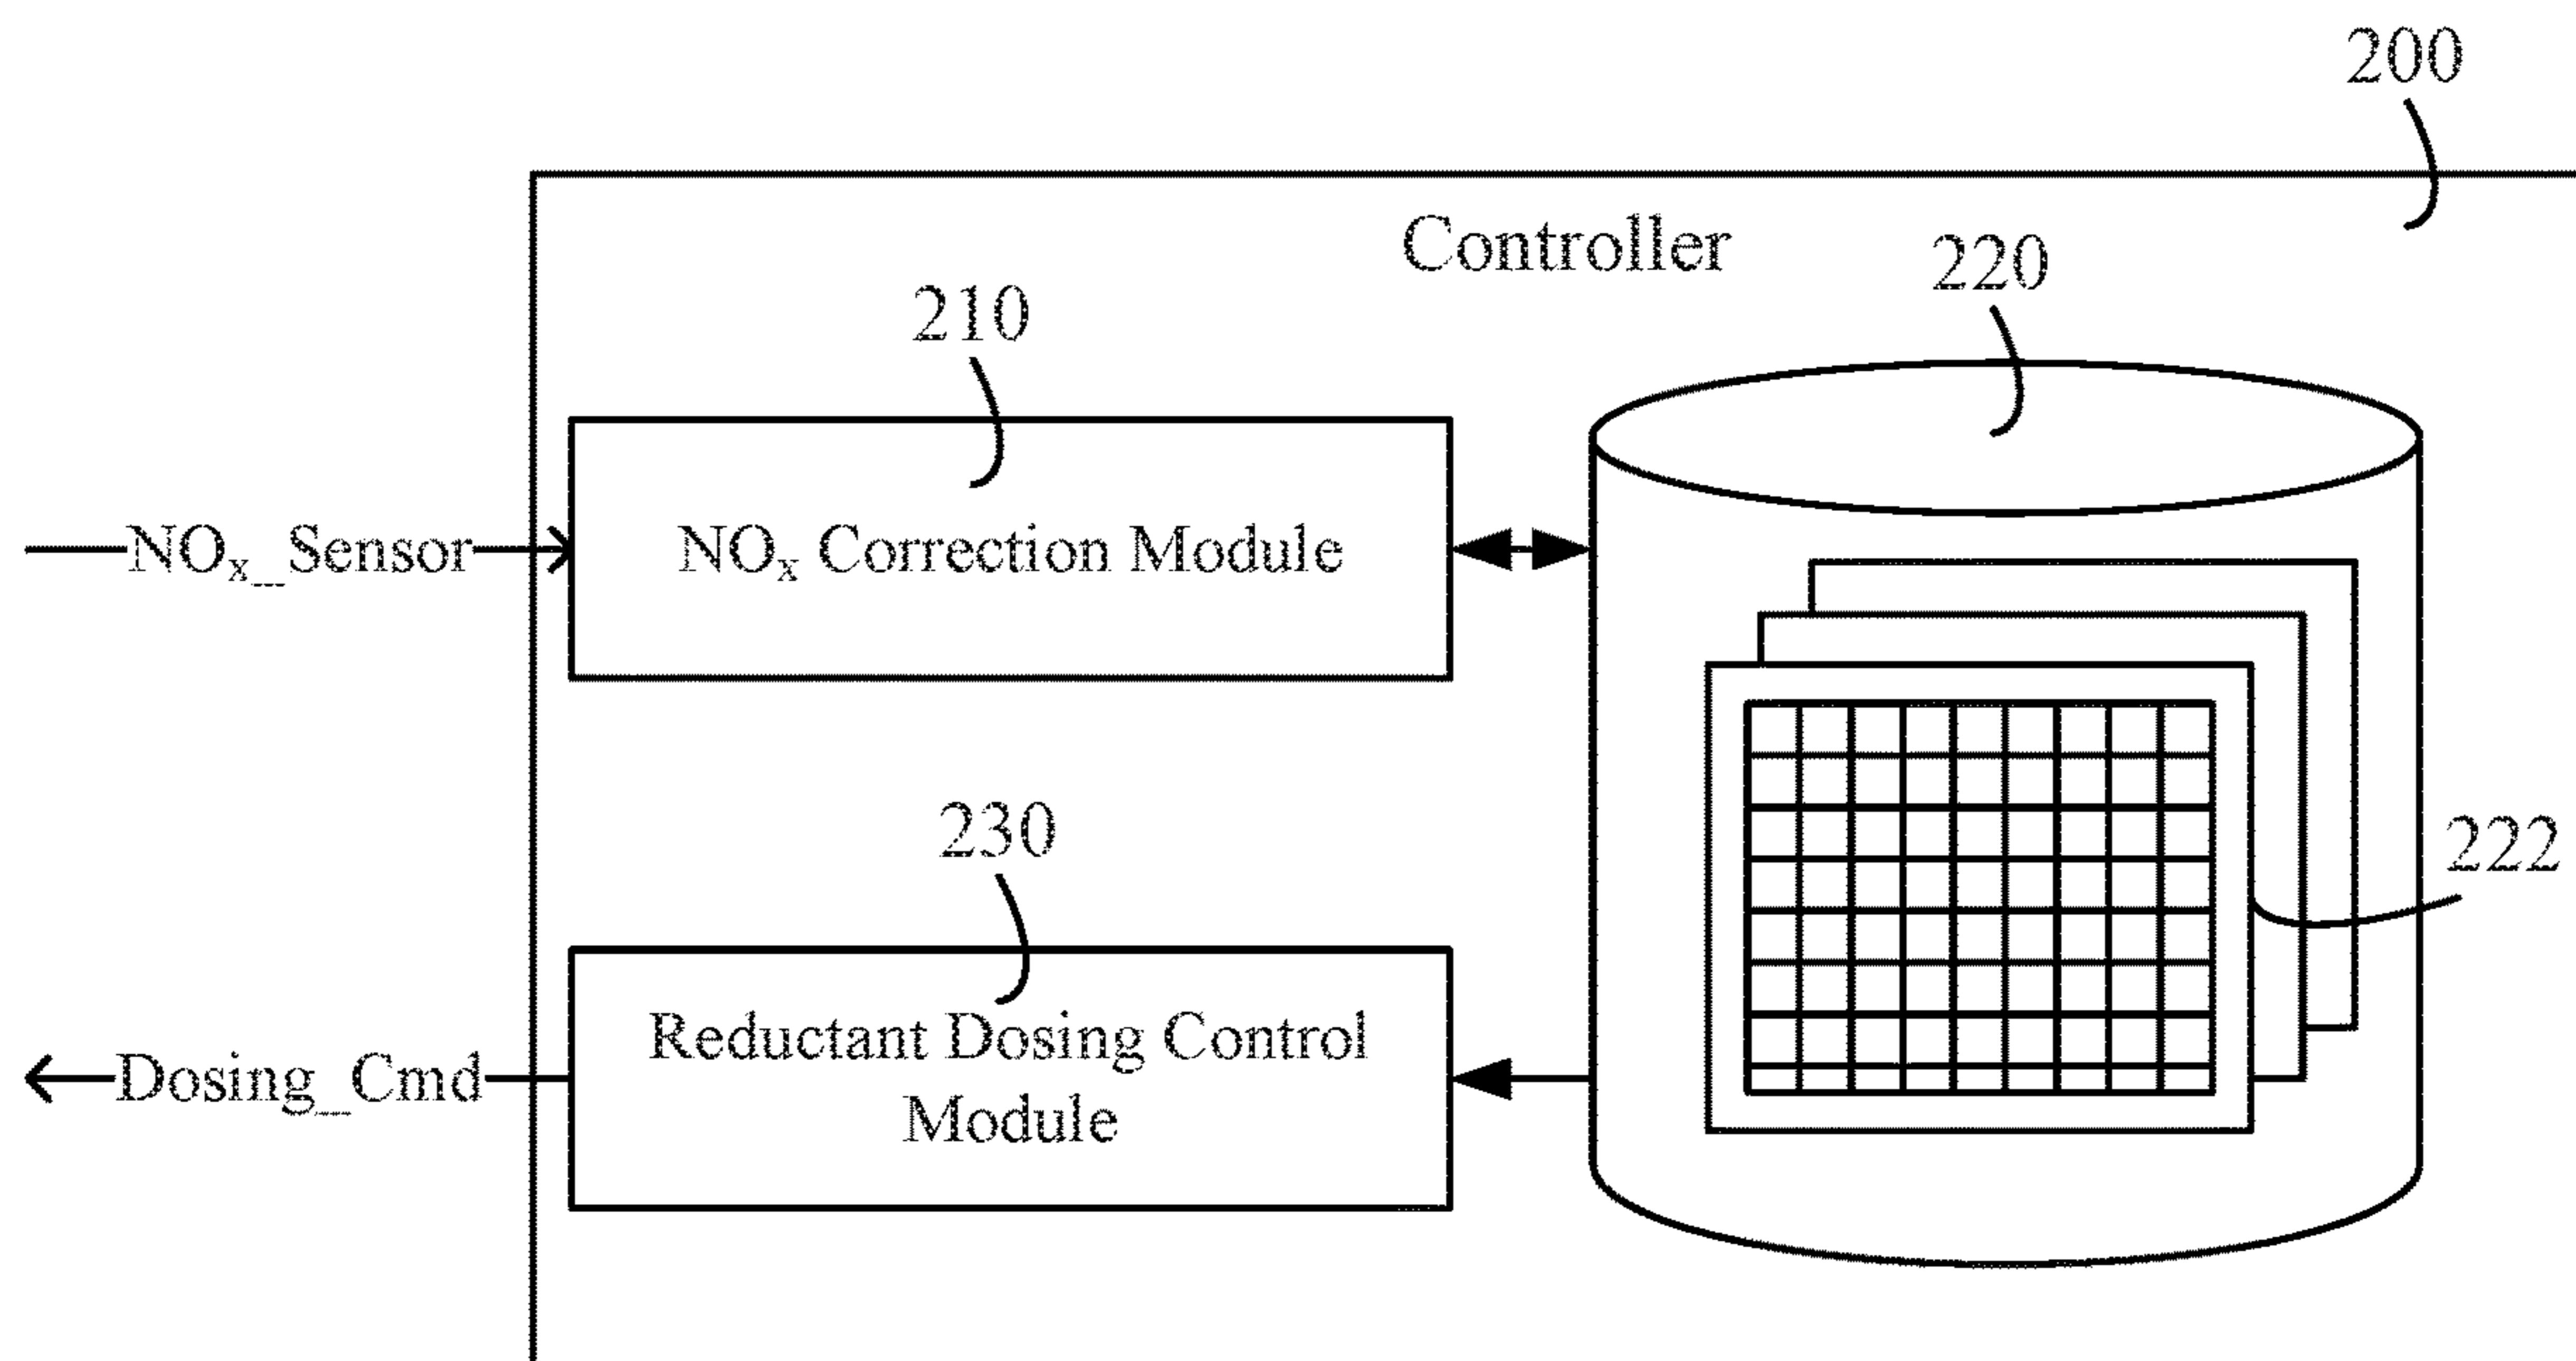 200
Controller
220
210
NOx_Sensor
NOx Correction Module
230
222
Reductant Dosing Control
Module
Dosing_Cmd